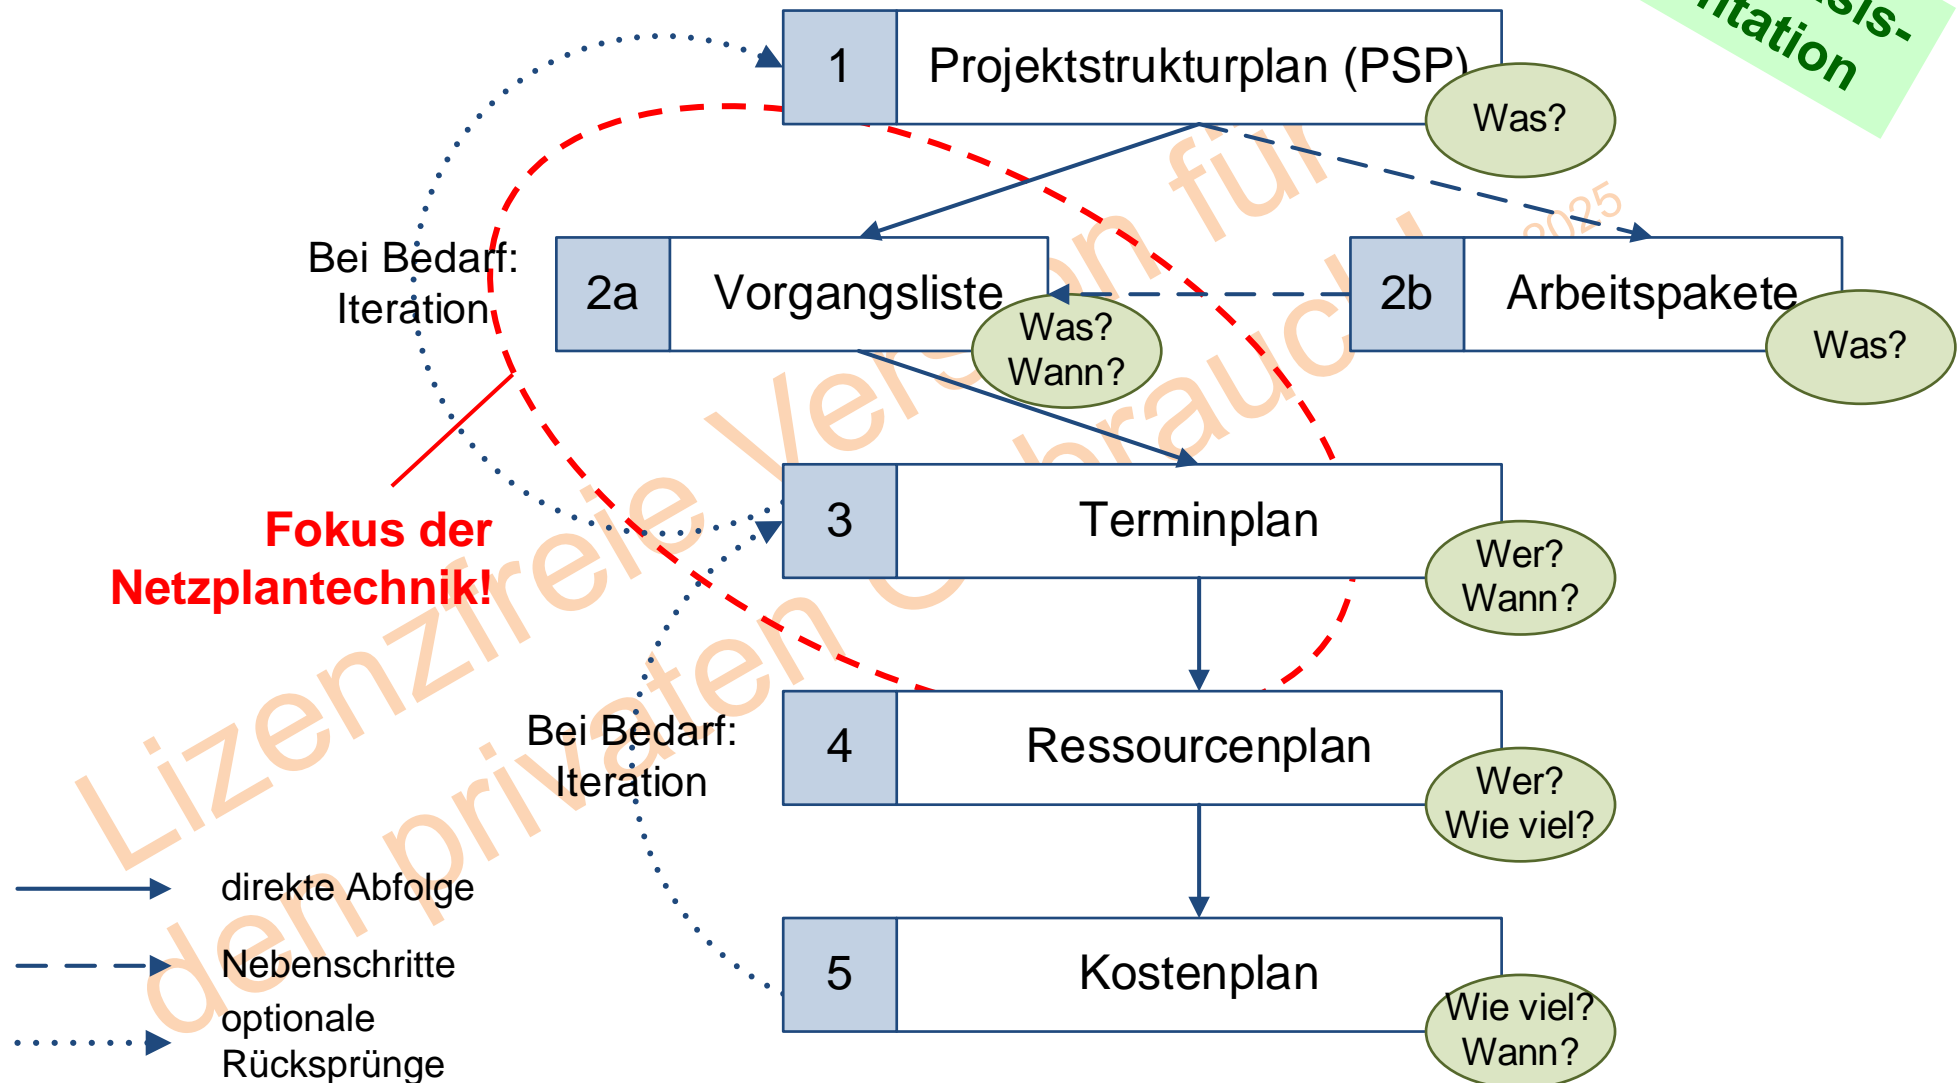 1
Projektstrukturplan (PSP)
Was?
Bei Bedarf:
Iteration
2a
Vorgangsliste
Was?
Wann?
2b
Arbeitspakete
Was?
Fokus der
Netzplantechnik!
3
Terminplan
Wer?
Wann?
Bei Bedarf:
Iteration
4
Ressourcenplan
Wer?
Wie viel?
5
Kostenplan
Wie viel?
Wann?
direkte Abfolge
Nebenschritte
optionale
Rücksprünge
Lizenzfreie Version für
den privaten Gebrauch
2025